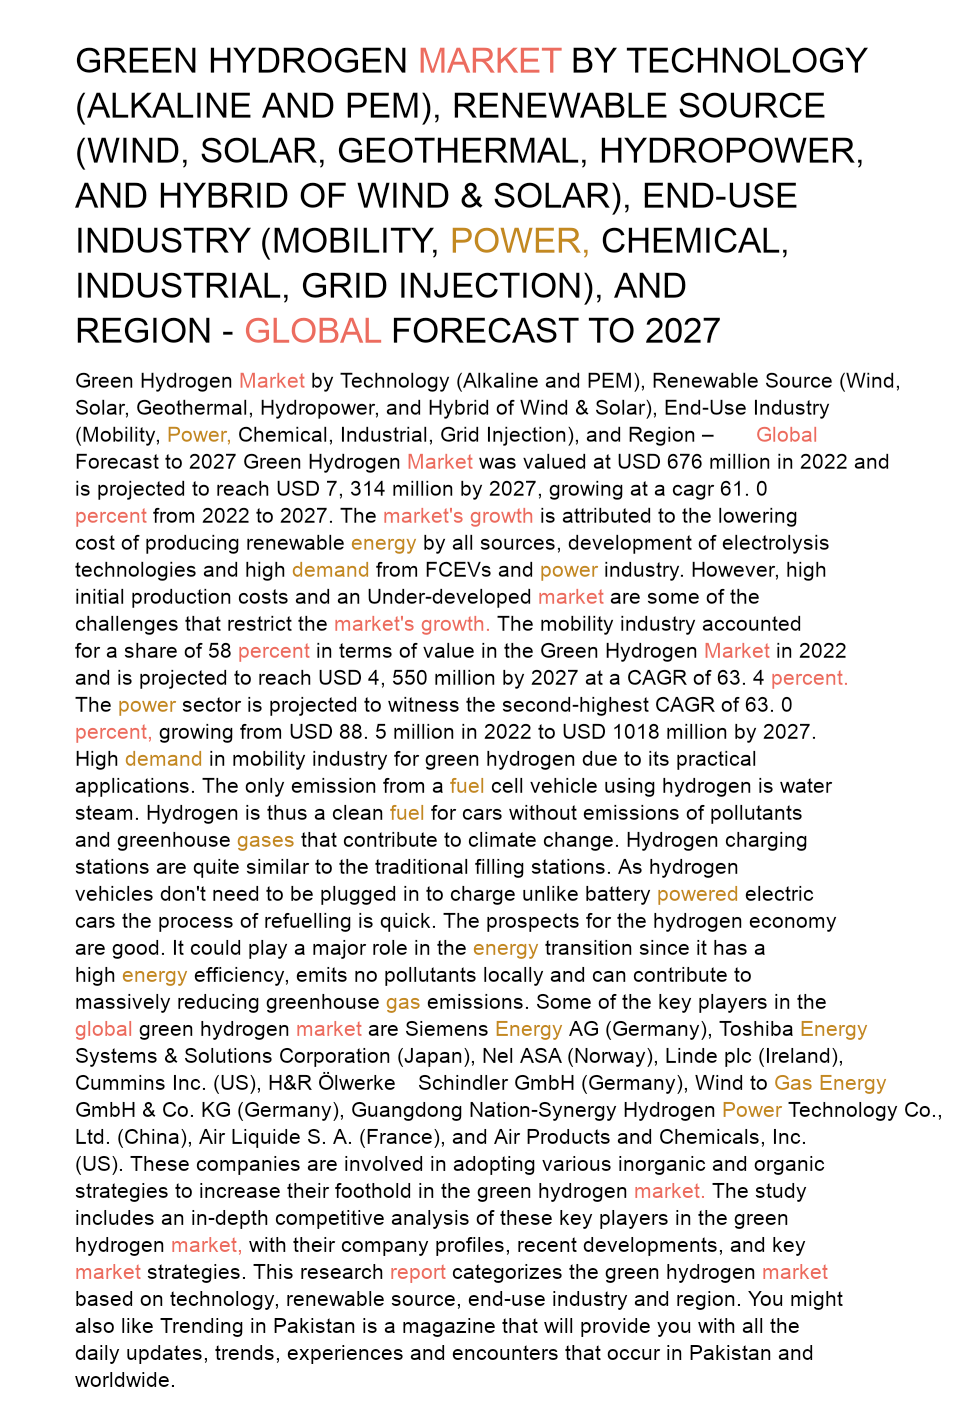 GREEN HYDROGEN MARKET BY TECHNOLOGY
(ALKALINE AND PEM), RENEWABLE SOURCE
(WIND, SOLAR, GEOTHERMAL, HYDROPOWER,
AND HYBRID OF WIND & SOLAR), END-USE
INDUSTRY (MOBILITY, POWER, CHEMICAL,
INDUSTRIAL, GRID INJECTION), AND
REGION - GLOBAL FORECAST TO 2027
Green Hydrogen Market by Technology (Alkaline and PEM), Renewable Source (Wind,
Solar, Geothermal, Hydropower, and Hybrid of Wind & Solar), End-Use Industry
(Mobility, Power, Chemical, Industrial, Grid Injection), and Region – Global
Forecast to 2027 Green Hydrogen Market was valued at USD 676 million in 2022 and
is projected to reach USD 7, 314 million by 2027, growing at a cagr 61. 0
percent from 2022 to 2027. The market's growth is attributed to the lowering
cost of producing renewable energy by all sources, development of electrolysis
technologies and high demand from FCEVs and power industry. However, high
initial production costs and an Under-developed market are some of the
challenges that restrict the market's growth. The mobility industry accounted
for a share of 58 percent in terms of value in the Green Hydrogen Market in 2022
and is projected to reach USD 4, 550 million by 2027 at a CAGR of 63. 4 percent.
The power sector is projected to witness the second-highest CAGR of 63. 0
percent, growing from USD 88. 5 million in 2022 to USD 1018 million by 2027.
High demand in mobility industry for green hydrogen due to its practical
applications. The only emission from a fuel cell vehicle using hydrogen is water
steam. Hydrogen is thus a clean fuel for cars without emissions of pollutants
and greenhouse gases that contribute to climate change. Hydrogen charging
stations are quite similar to the traditional filling stations. As hydrogen
vehicles don't need to be plugged in to charge unlike battery powered electric
cars the process of refuelling is quick. The prospects for the hydrogen economy
are good. It could play a major role in the energy transition since it has a
high energy efficiency, emits no pollutants locally and can contribute to
massively reducing greenhouse gas emissions. Some of the key players in the
global green hydrogen market are Siemens Energy AG (Germany), Toshiba Energy
Systems & Solutions Corporation (Japan), Nel ASA (Norway), Linde plc (Ireland),
Cummins Inc. (US), H&R Ölwerke Schindler GmbH (Germany), Wind to Gas Energy
GmbH & Co. KG (Germany), Guangdong Nation-Synergy Hydrogen Power Technology Co.,
Ltd. (China), Air Liquide S. A. (France), and Air Products and Chemicals, Inc.
(US). These companies are involved in adopting various inorganic and organic
strategies to increase their foothold in the green hydrogen market. The study
includes an in-depth competitive analysis of these key players in the green
hydrogen market, with their company profiles, recent developments, and key
market strategies. This research report categorizes the green hydrogen market
based on technology, renewable source, end-use industry and region. You might
also like Trending in Pakistan is a magazine that will provide you with all the
daily updates, trends, experiences and encounters that occur in Pakistan and
worldwide.